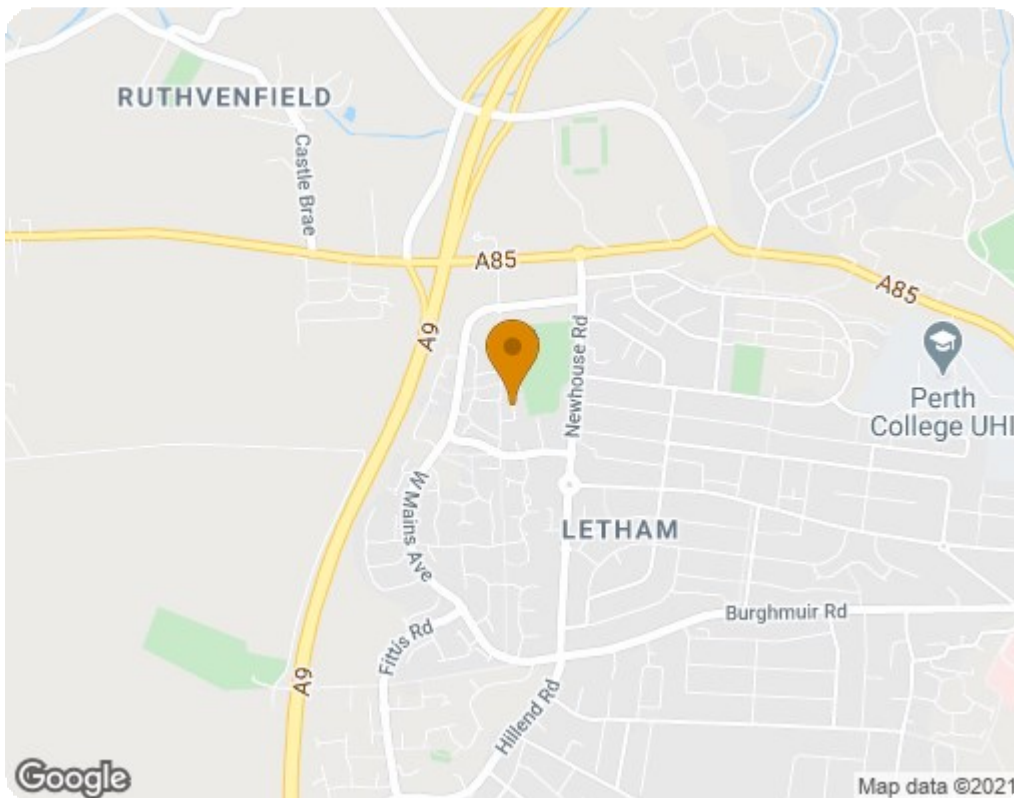 RUTHVENFIELD
Castle Brae
A85
A85
A9
Newhouse Rd
Perth
College UHI
W Mains Ave
LETHAM
Burghmuir Rd
Fittis Rd
A9
Hillend Rd
Google
Map data ©2021